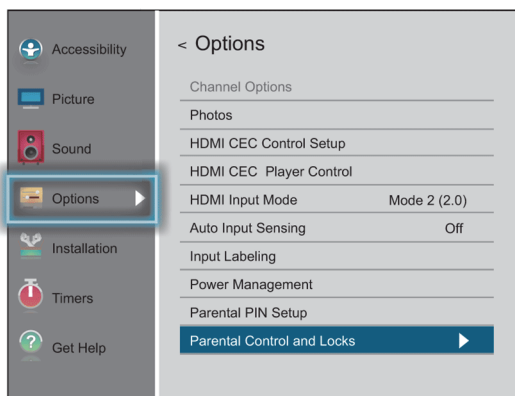 Accessibility
Picture
Sound
Options
Installation
Timers
Get Help
< Options
Channel Options
Photos
HDMI CEC Control Setup
HDMI CEC Player Control
HDMI Input Mode Mode 2 (2.0)
Auto Input Sensing Off
Input Labeling
Power Management
Parental PIN Setup
Parental Control and Locks